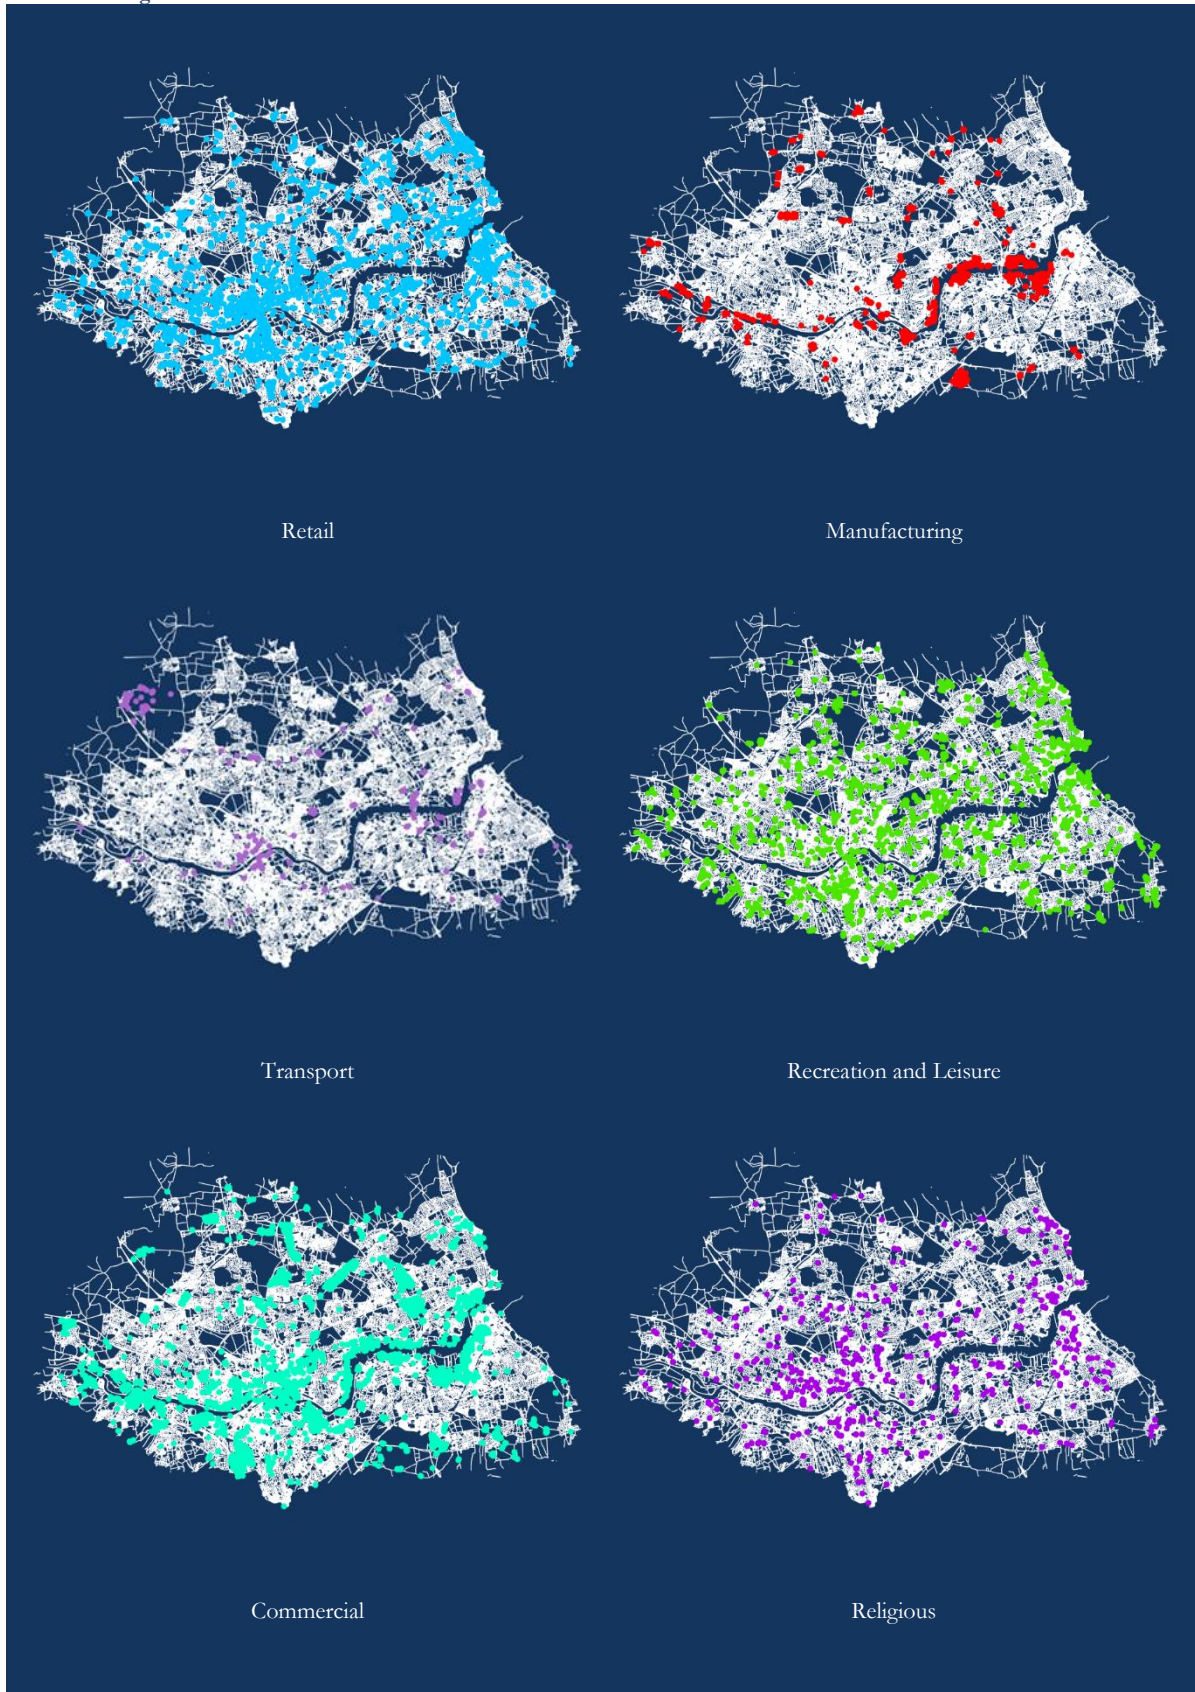 Retail
Manufacturing
Transport
Recreation and Leisure
Commercial
Religious